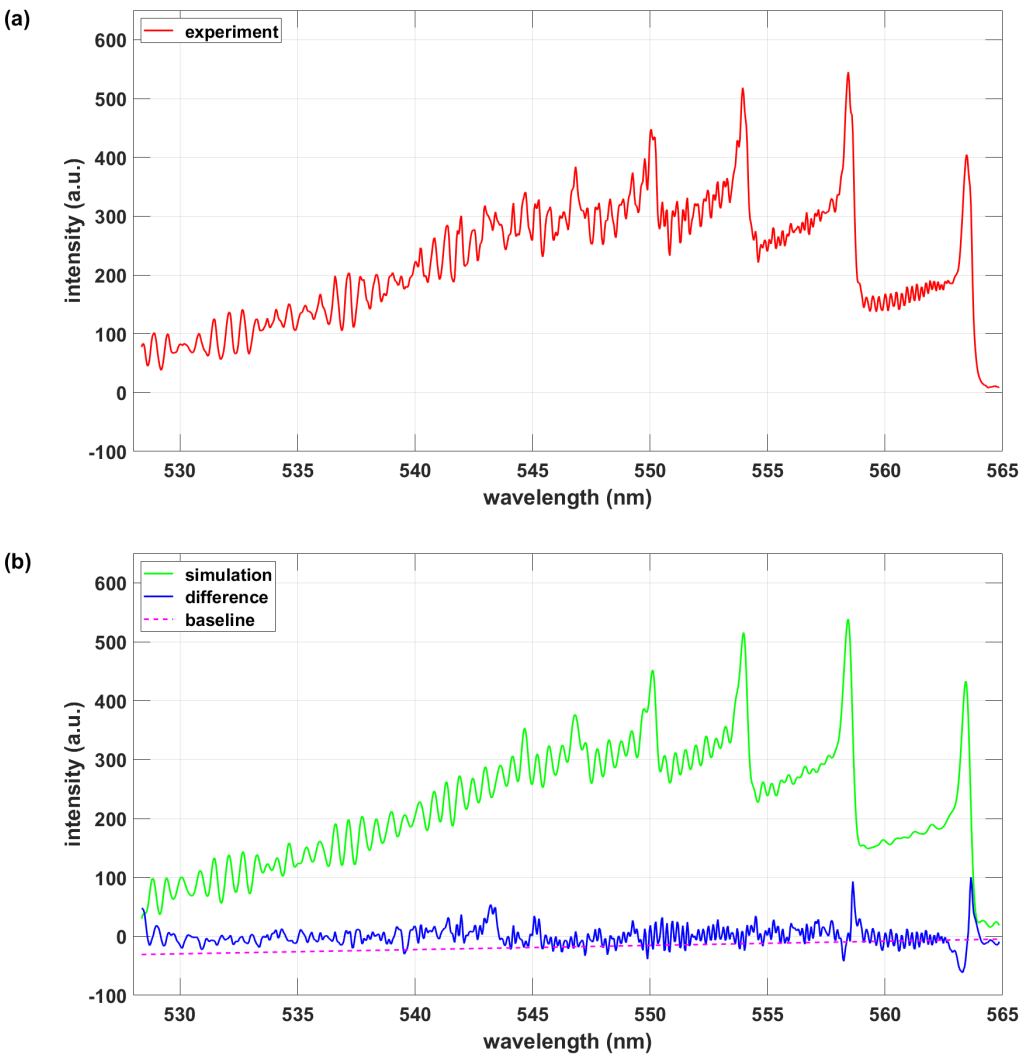 (a)
experiment
600
500
400
300
200
100
0
-100
intensity (a.u.)
530 535 540 545 550 555 560 565
wavelength (nm)
(b)
simulation
difference
baseline
600
500
400
300
200
100
0
-100
intensity (a.u.)
530 535 540 545 550 555 560 565
wavelength (nm)